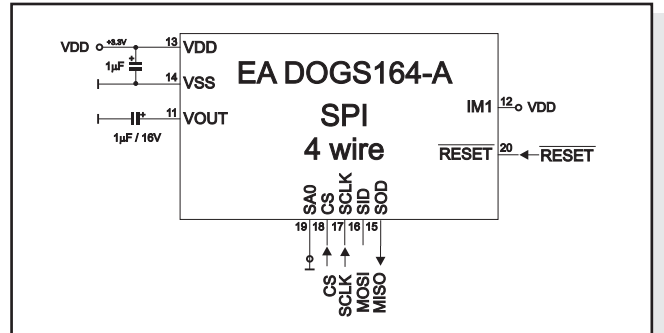 VDD +3.3V 13 VDD
1µF
14 VSS
11 VOUT
1µF / 16V
EA DOGS164-A
SPI
4 wire
IM1 12 VDD
RESET 20 RESET
SA0 CS SCLK SID SOD
19 18 17 16 15
CS SCLK MOSI MISO